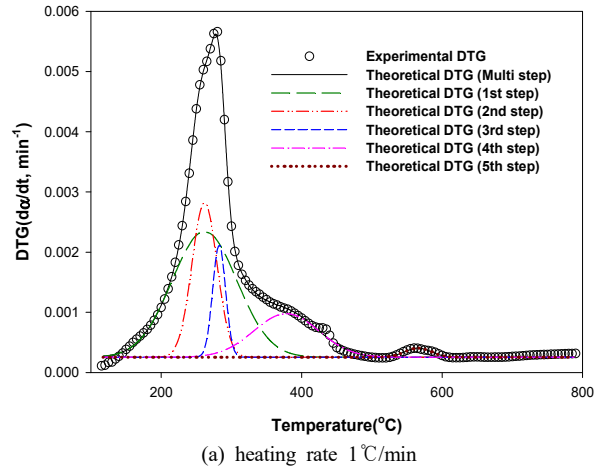 0.006
0.005
0.004
0.003
0.002
0.001
0.000
DTG(dα/dt, min⁻¹)
Experimental DTG
Theoretical DTG (Multi step)
Theoretical DTG (1st step)
Theoretical DTG (2nd step)
Theoretical DTG (3rd step)
Theoretical DTG (4th step)
Theoretical DTG (5th step)
200 400 600 800
Temperature(°C)
(a) heating rate 1℃/min